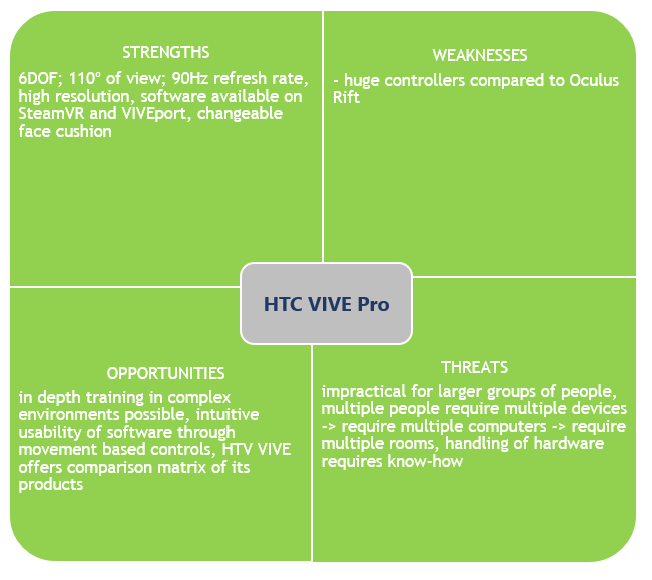 STRENGTHS
6DOF; 110° of view; 90Hz refresh rate,
high resolution, software available on
SteamVR and VIVEport, changeable
face cushion
WEAKNESSES
- huge controllers compared to Oculus
Rift
HTC VIVE Pro
OPPORTUNITIES
in depth training in complex
environments possible, intuitive
usability of software through
movement based controls, HTV VIVE
offers comparison matrix of its
products
THREATS
impractical for larger groups of people,
multiple people require multiple devices
-> require multiple computers -> require
multiple rooms, handling of hardware
requires know-how